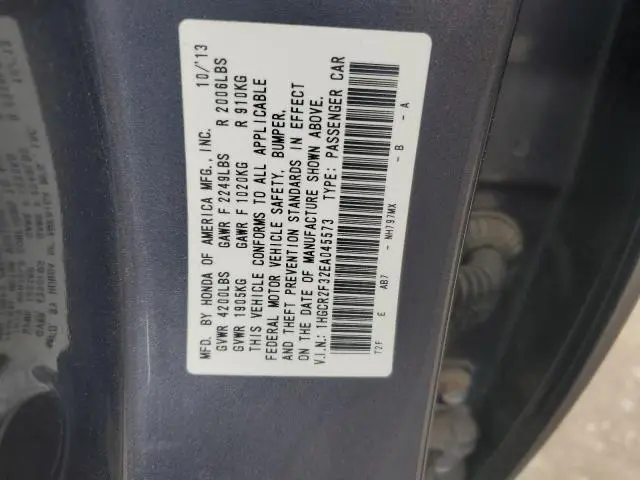 MFD. BY HONDA OF AMERICA MFG., INC. 10/'13
GVWR 4200LBS GAWR F 2249LBS R 2006LBS
GVWR 1905KG GAWR F 1020KG R 910KG
THIS VEHICLE CONFORMS TO ALL APPLICABLE
FEDERAL MOTOR VEHICLE SAFETY, BUMPER,
AND THEFT PREVENTION STANDARDS IN EFFECT
ON THE DATE OF MANUFACTURE SHOWN ABOVE.
V.I.N.: 1HGCR2F32EA045573 TYPE: PASSENGER CAR
T2F E AB7 - NH797MX - B - A